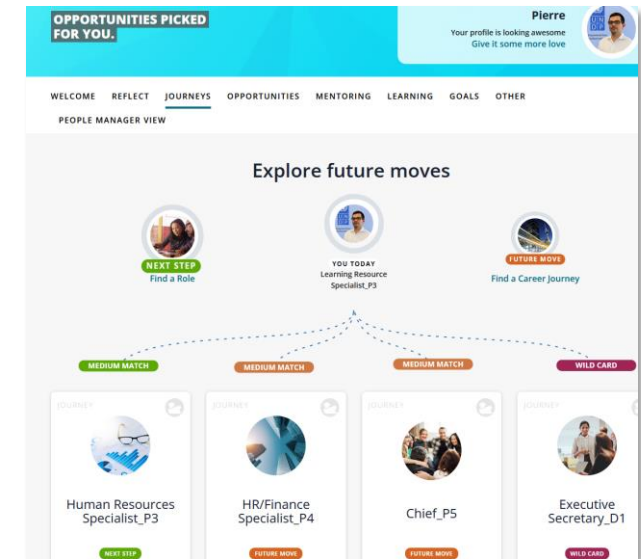 OPPORTUNITIES PICKED
FOR YOU.
Pierre
Your profile is looking awesome
Give it some more love
WELCOME REFLECT JOURNEYS OPPORTUNITIES MENTORING LEARNING GOALS OTHER
PEOPLE MANAGER VIEW
Explore future moves
NEXT STEP
Find a Role
YOU TODAY
Learning Resource
Specialist_P3
FUTURE MOVE
Find a Career Journey
MEDIUM MATCH
MEDIUM MATCH
MEDIUM MATCH
WILD CARD
JOURNEY
JOURNEY
JOURNEY
JOURNEY
Human Resources
Specialist_P3
HR/Finance
Specialist_P4
Chief_P5
Executive
Secretary_D1
NEXT STEP
FUTURE MOVE
FUTURE MOVE
WILD CARD